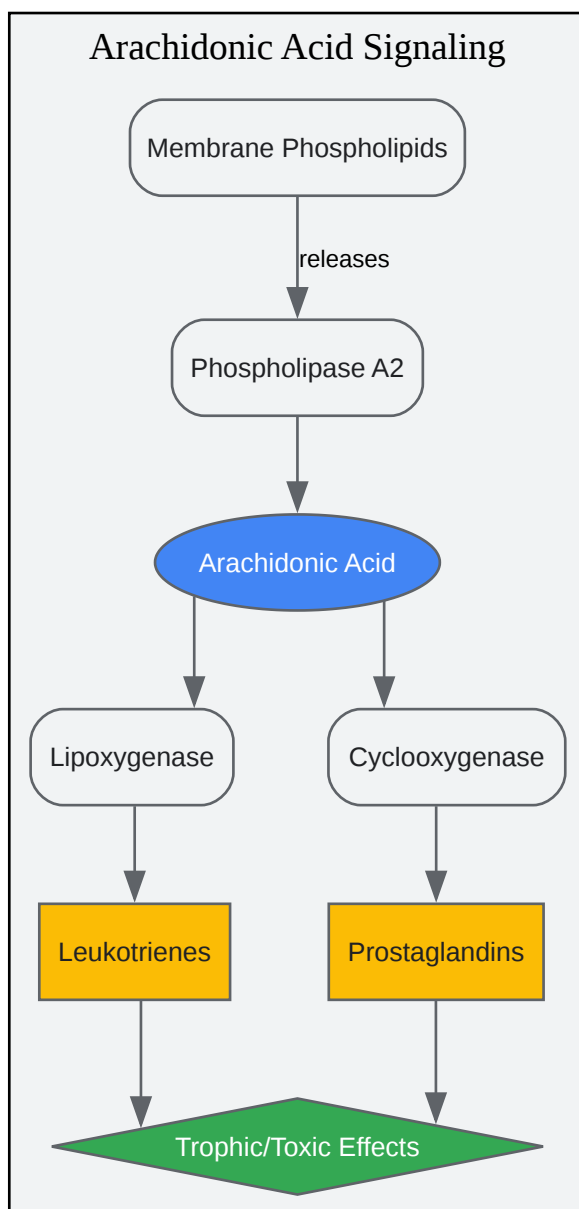 Arachidonic Acid Signaling
Membrane Phospholipids
releases
Phospholipase A2
Arachidonic Acid
Lipoxygenase
Cyclooxygenase
Leukotrienes
Prostaglandins
Trophic/Toxic Effects